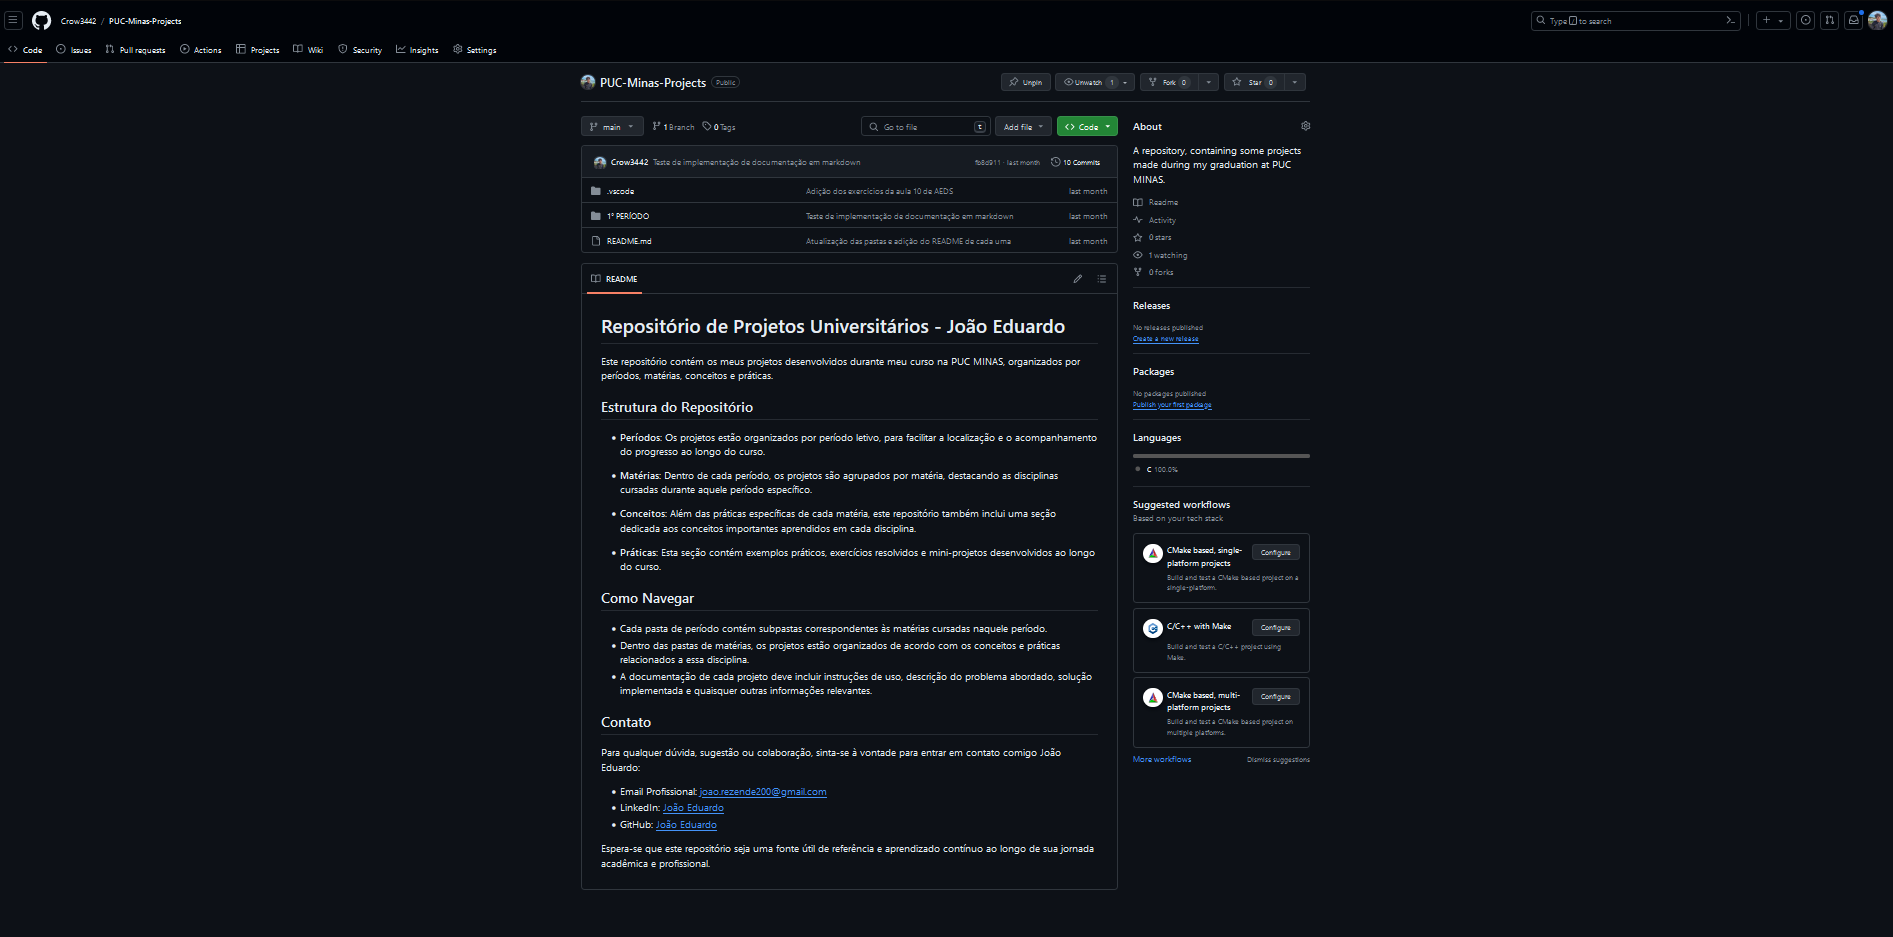 Crow3442 / PUC-Minas-Projects
Type / to search
Code Issues Pull requests Actions Projects Wiki Security Insights Settings
PUC-Minas-Projects Public
Unpin Unwatch 1 Fork 0 Star 0
main 1 Branch 0 Tags
Go to file t Add file Code
Crow3442 Teste de implementação de documentação em markdown fb8d911 · last month 10 Commits
.vscode Adição dos exercícios da aula 10 de AEDS last month
1º PERÍODO Teste de implementação de documentação em markdown last month
README.md Atualização das pastas e adição do README de cada uma last month
README
Repositório de Projetos Universitários - João Eduardo
Este repositório contém os meus projetos desenvolvidos durante meu curso na PUC MINAS, organizados por
períodos, matérias, conceitos e práticas.
Estrutura do Repositório
• Períodos: Os projetos estão organizados por período letivo, para facilitar a localização e o acompanhamento
do progresso ao longo do curso.
• Matérias: Dentro de cada período, os projetos são agrupados por matéria, destacando as disciplinas
cursadas durante aquele período específico.
• Conceitos: Além das práticas específicas de cada matéria, este repositório também inclui uma seção
dedicada aos conceitos importantes aprendidos em cada disciplina.
• Práticas: Esta seção contém exemplos práticos, exercícios resolvidos e mini-projetos desenvolvidos ao longo
do curso.
Como Navegar
• Cada pasta de período contém subpastas correspondentes às matérias cursadas naquele período.
• Dentro das pastas de matérias, os projetos estão organizados de acordo com os conceitos e práticas
relacionados a essa disciplina.
• A documentação de cada projeto deve incluir instruções de uso, descrição do problema abordado, solução
implementada e quaisquer outras informações relevantes.
Contato
Para qualquer dúvida, sugestão ou colaboração, sinta-se à vontade para entrar em contato comigo João
Eduardo:
• Email Profissional: joao.rezende200@gmail.com
• LinkedIn: João Eduardo
• GitHub: João Eduardo
Espera-se que este repositório seja uma fonte útil de referência e aprendizado contínuo ao longo de sua jornada
acadêmica e profissional.
About
A repository, containing some projects
made during my graduation at PUC
MINAS.
Readme
Activity
0 stars
1 watching
0 forks
Releases
No releases published
Create a new release
Packages
No packages published
Publish your first package
Languages
C 100.0%
Suggested workflows
Based on your tech stack
CMake based, single-
platform projects
Configure
Build and test a CMake based project on a
single-platform.
C/C++ with Make
Configure
Build and test a C/C++ project using
Make.
CMake based, multi-
platform projects
Configure
Build and test a CMake based project on
multiple platforms.
More workflows Dismiss suggestions